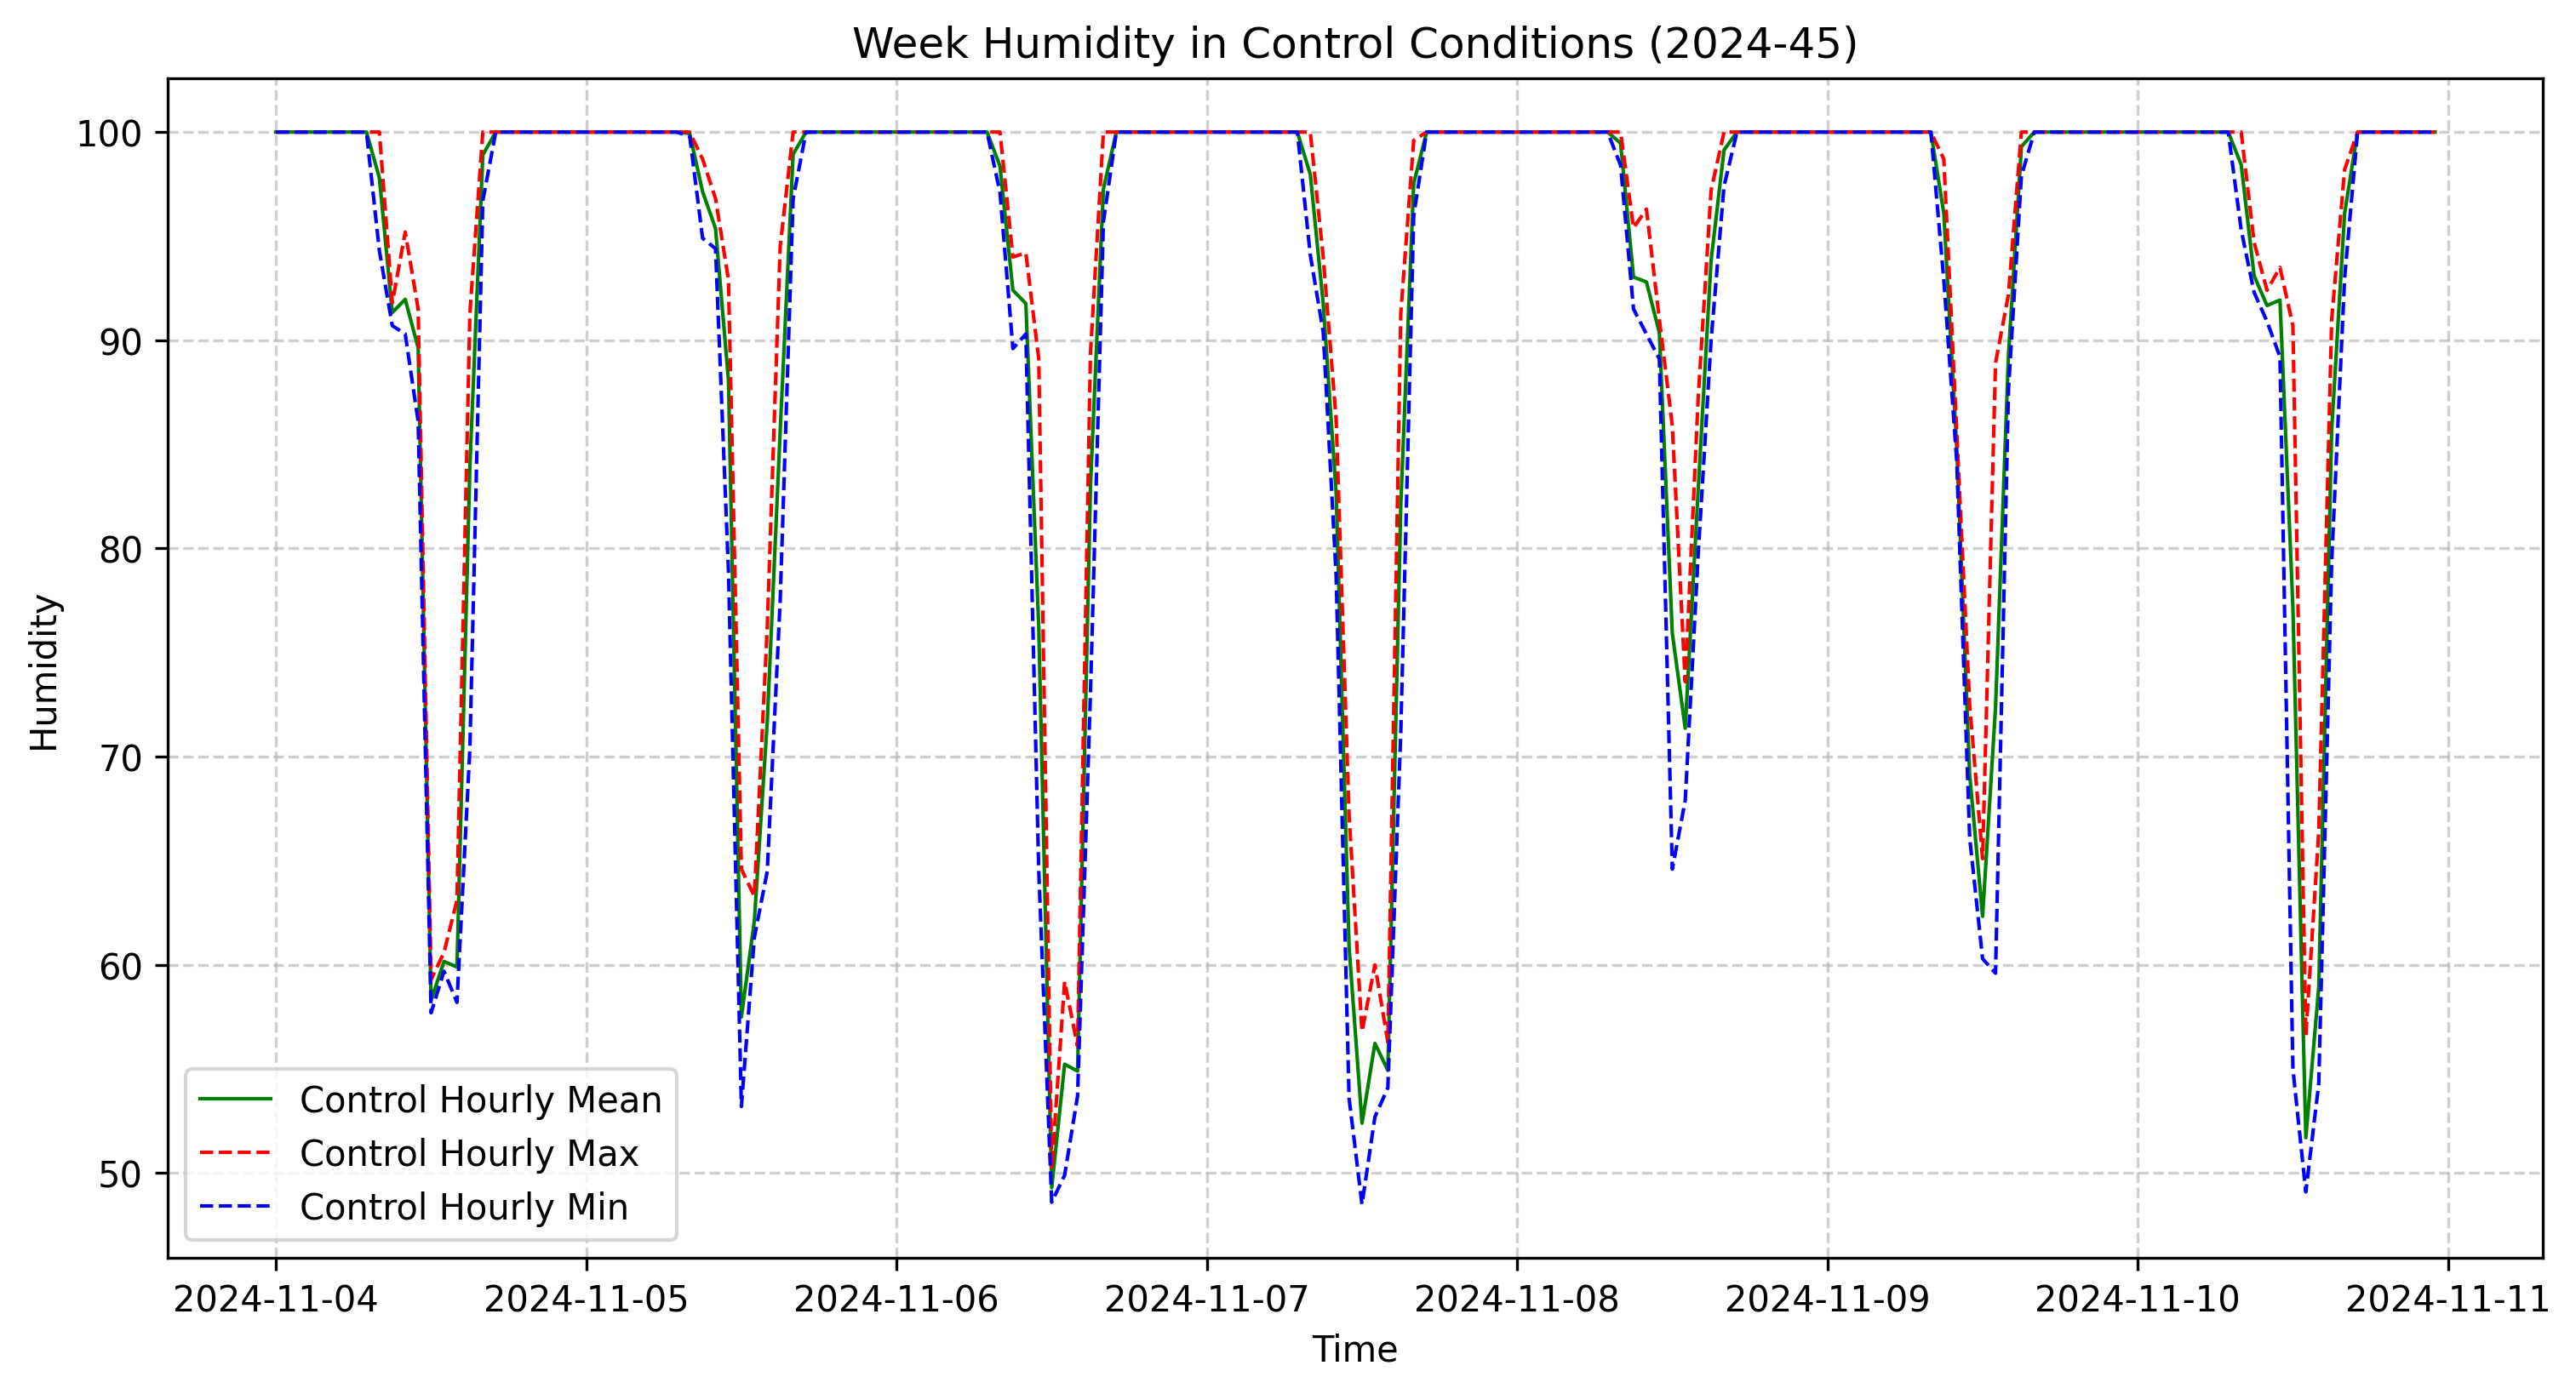 Week Humidity in Control Conditions (2024-45)
Humidity
100
90
80
70
60
50
Control Hourly Mean
Control Hourly Max
Control Hourly Min
2024-11-04 2024-11-05 2024-11-06 2024-11-07 2024-11-08 2024-11-09 2024-11-10 2024-11-11
Time